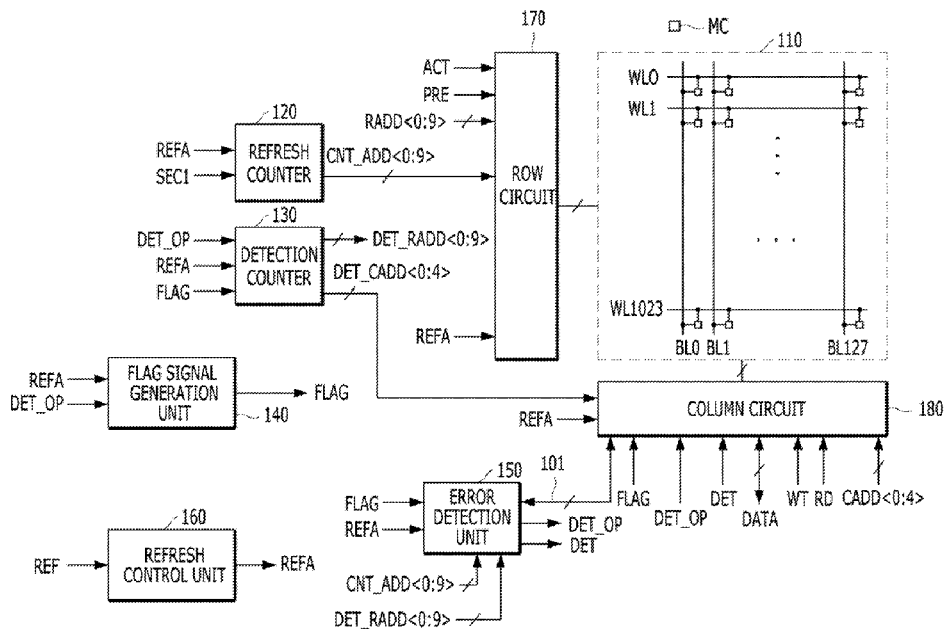 170
MC
110
ACT
PRE
RADD<0:9>
120
REFA
SEC1
REFRESH
COUNTER
CNT_ADD<0:9>
ROW
CIRCUIT
WL0
WL1
130
DET_OP
REFA
FLAG
DETECTION
COUNTER
DET_RADD<0:9>
DET_CADD<0:4>
REFA
WL1023
BL0
BL1
BL127
REFA
DET_OP
FLAG SIGNAL
GENERATION
UNIT
140
FLAG
REFA
COLUMN CIRCUIT
180
150
101
FLAG
REFA
ERROR
DETECTION
UNIT
DET_OP
DET
FLAG
DET_OP
DET
DATA
WT
RD
CADD<0:4>
160
REF
REFRESH
CONTROL UNIT
REFA
CNT_ADD<0:9>
DET_RADD<0:9>